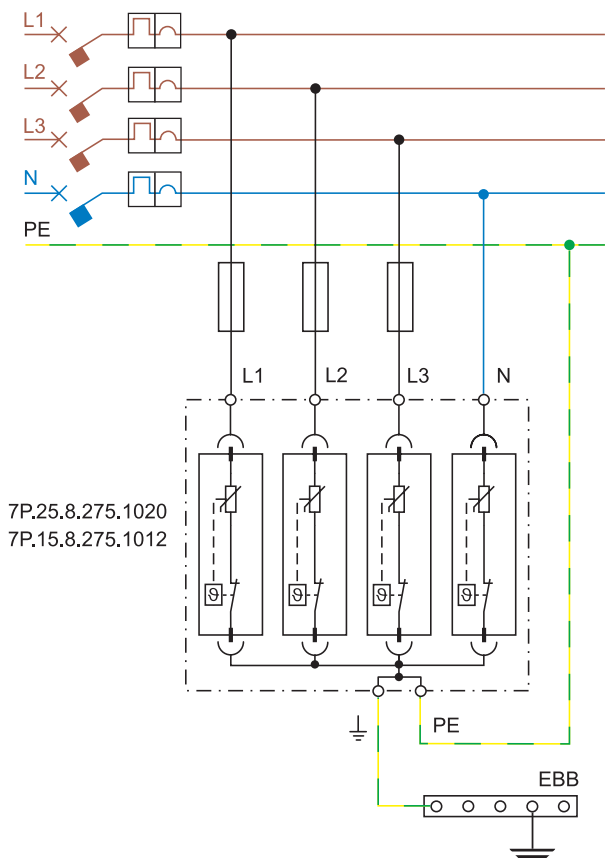 L1
L2
L3
N
PE
L1 L2 L3 N
7P.25.8.275.1020
7P.15.8.275.1012
ϑ ϑ ϑ ϑ
PE
EBB